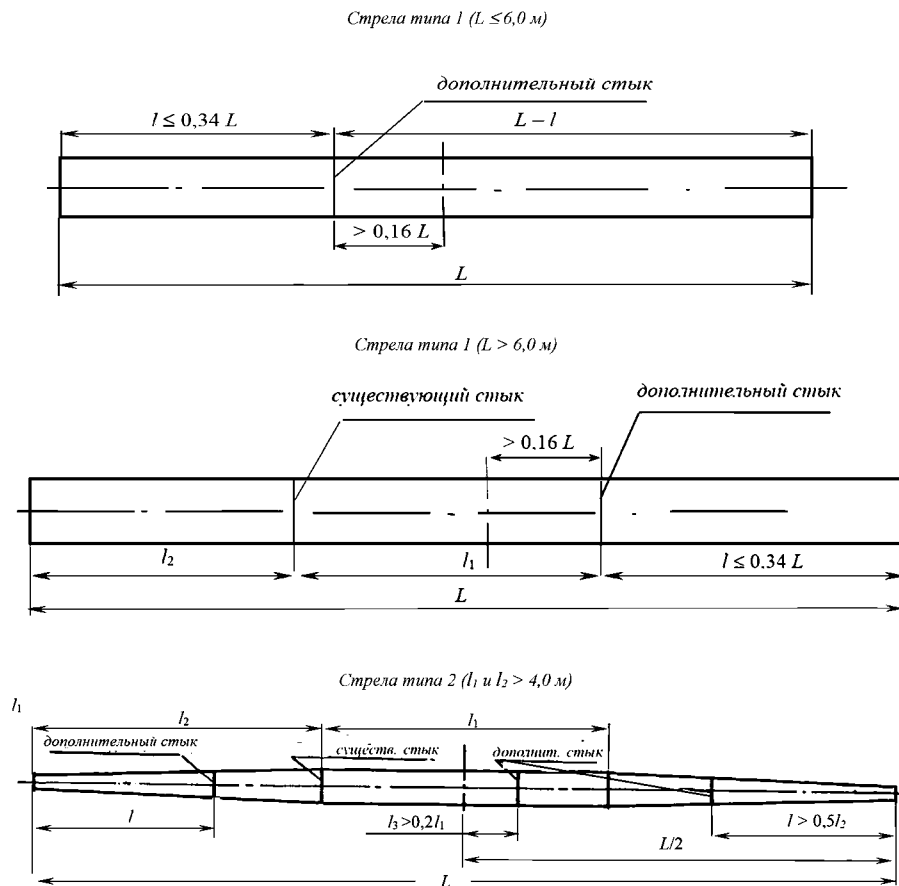 Стрела типа 1 (L ≤6,0 м)
дополнительный стык
l ≤ 0,34 L
L – l
> 0,16 L
L
Стрела типа 1 (L > 6,0 м)
существующий стык
дополнительный стык
> 0,16 L
l₂
l₁
l ≤ 0,34 L
L
Стрела типа 2 (l₁ и l₂ > 4,0 м)
l₁
l₂
l₁
дополнительный стык
существ. стык
дополнит. стык
l
l₃>0,2l₁
l > 0,5l₂
L/2
L